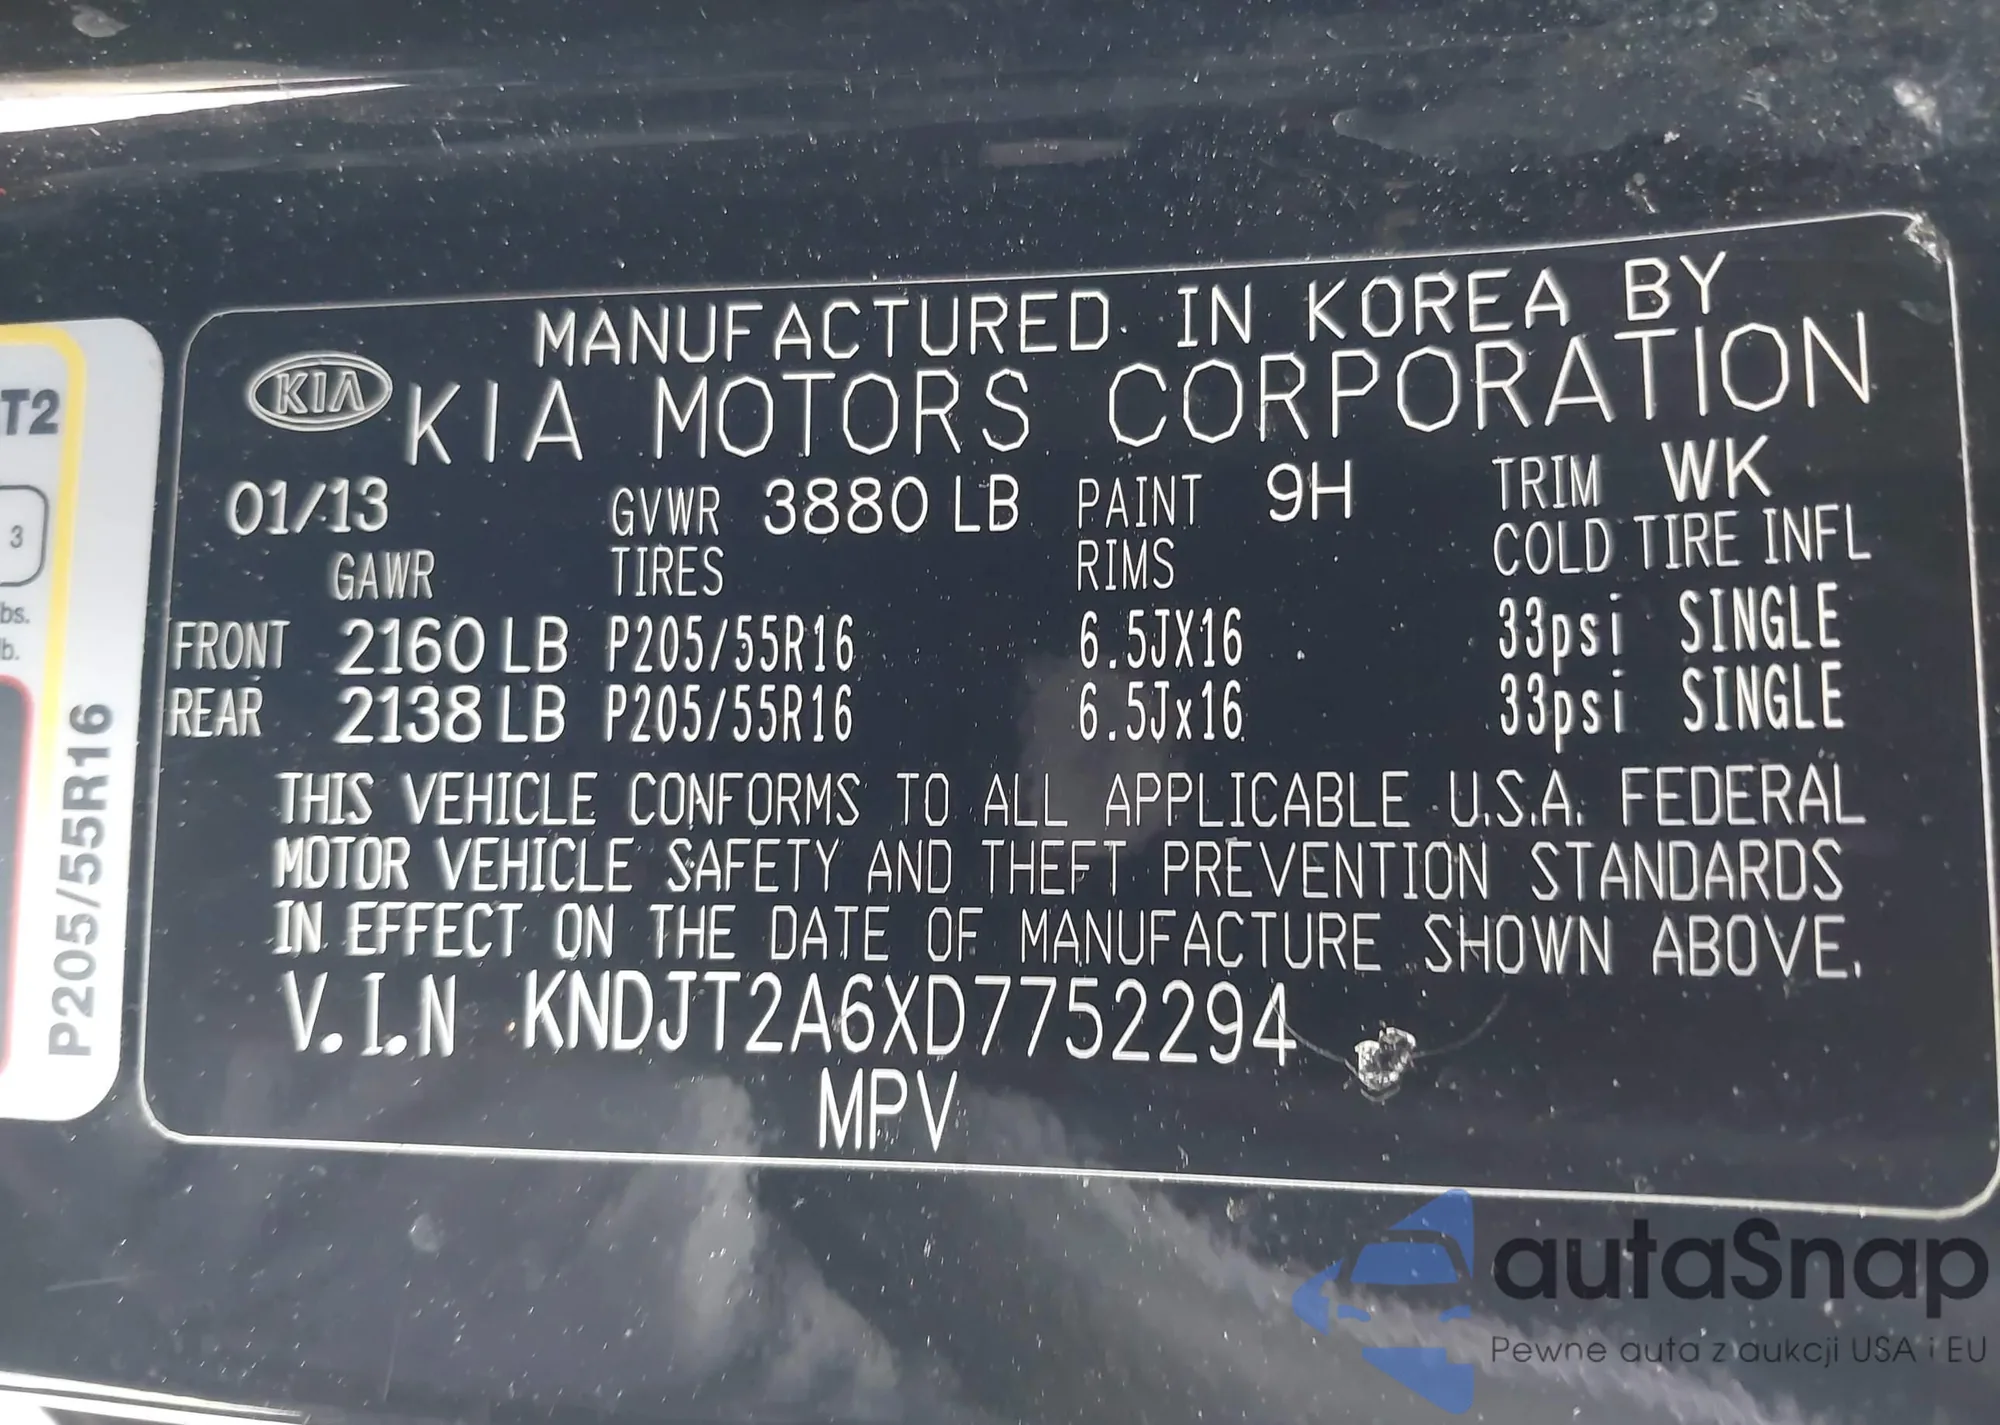 MANUFACTURED IN KOREA BY
KIA KIA MOTORS CORPORATION
01/13 GVWR 3880 LB PAINT 9H TRIM WK
GAWR TIRES RIMS COLD TIRE INFL
FRONT 2160 LB P205/55R16 6.5JX16 33psi SINGLE
REAR 2138 LB P205/55R16 6.5Jx16 33psi SINGLE
THIS VEHICLE CONFORMS TO ALL APPLICABLE U.S.A. FEDERAL
MOTOR VEHICLE SAFETY AND THEFT PREVENTION STANDARDS
IN EFFECT ON THE DATE OF MANUFACTURE SHOWN ABOVE.
V.I.N KNDJT2A6XD7752294
MPV
T2
3
bs.
b.
P205/55R16
autaSnap
Pewne auta z aukcji USA i EU